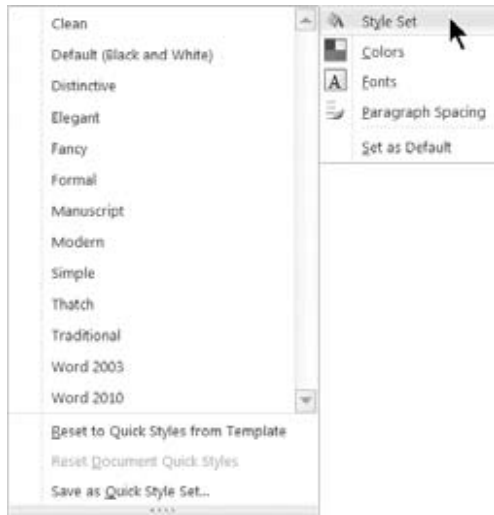 Clean
Default (Black and White)
Distinctive
Elegant
Fancy
Formal
Manuscript
Modern
Simple
Thatch
Traditional
Word 2003
Word 2010
Reset to Quick Styles from Template
Reset Document Quick Styles
Save as Quick Style Set...
Style Set
Colors
A Fonts
Paragraph Spacing
Set as Default